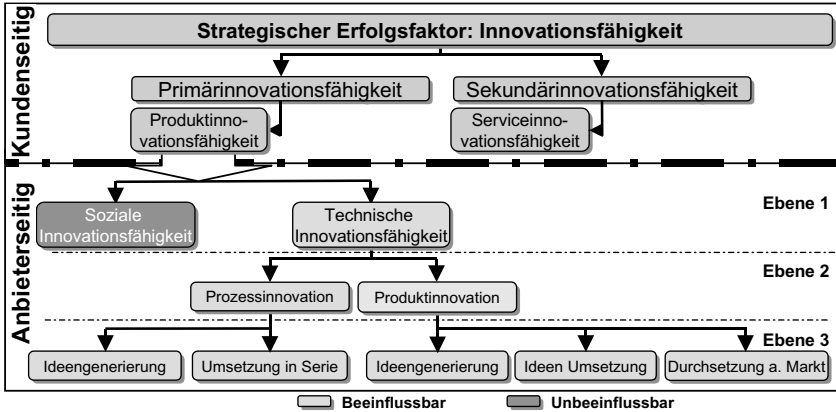 Kundenseitig
Strategischer Erfolgsfaktor: Innovationsfähigkeit
Primärinnovationsfähigkeit
Sekundärinnovationsfähigkeit
Produktinno-
vationsfähigkeit
Serviceinno-
vationsfähigkeit
Anbieterseitig
Ebene 1
Soziale
Innovationsfähigkeit
Technische
Innovationsfähigkeit
Ebene 2
Prozessinnovation
Produktinnovation
Ebene 3
Ideengenerierung
Umsetzung in Serie
Ideengenerierung
Ideen Umsetzung
Durchsetzung a. Markt
Beeinflussbar
Unbeeinflussbar